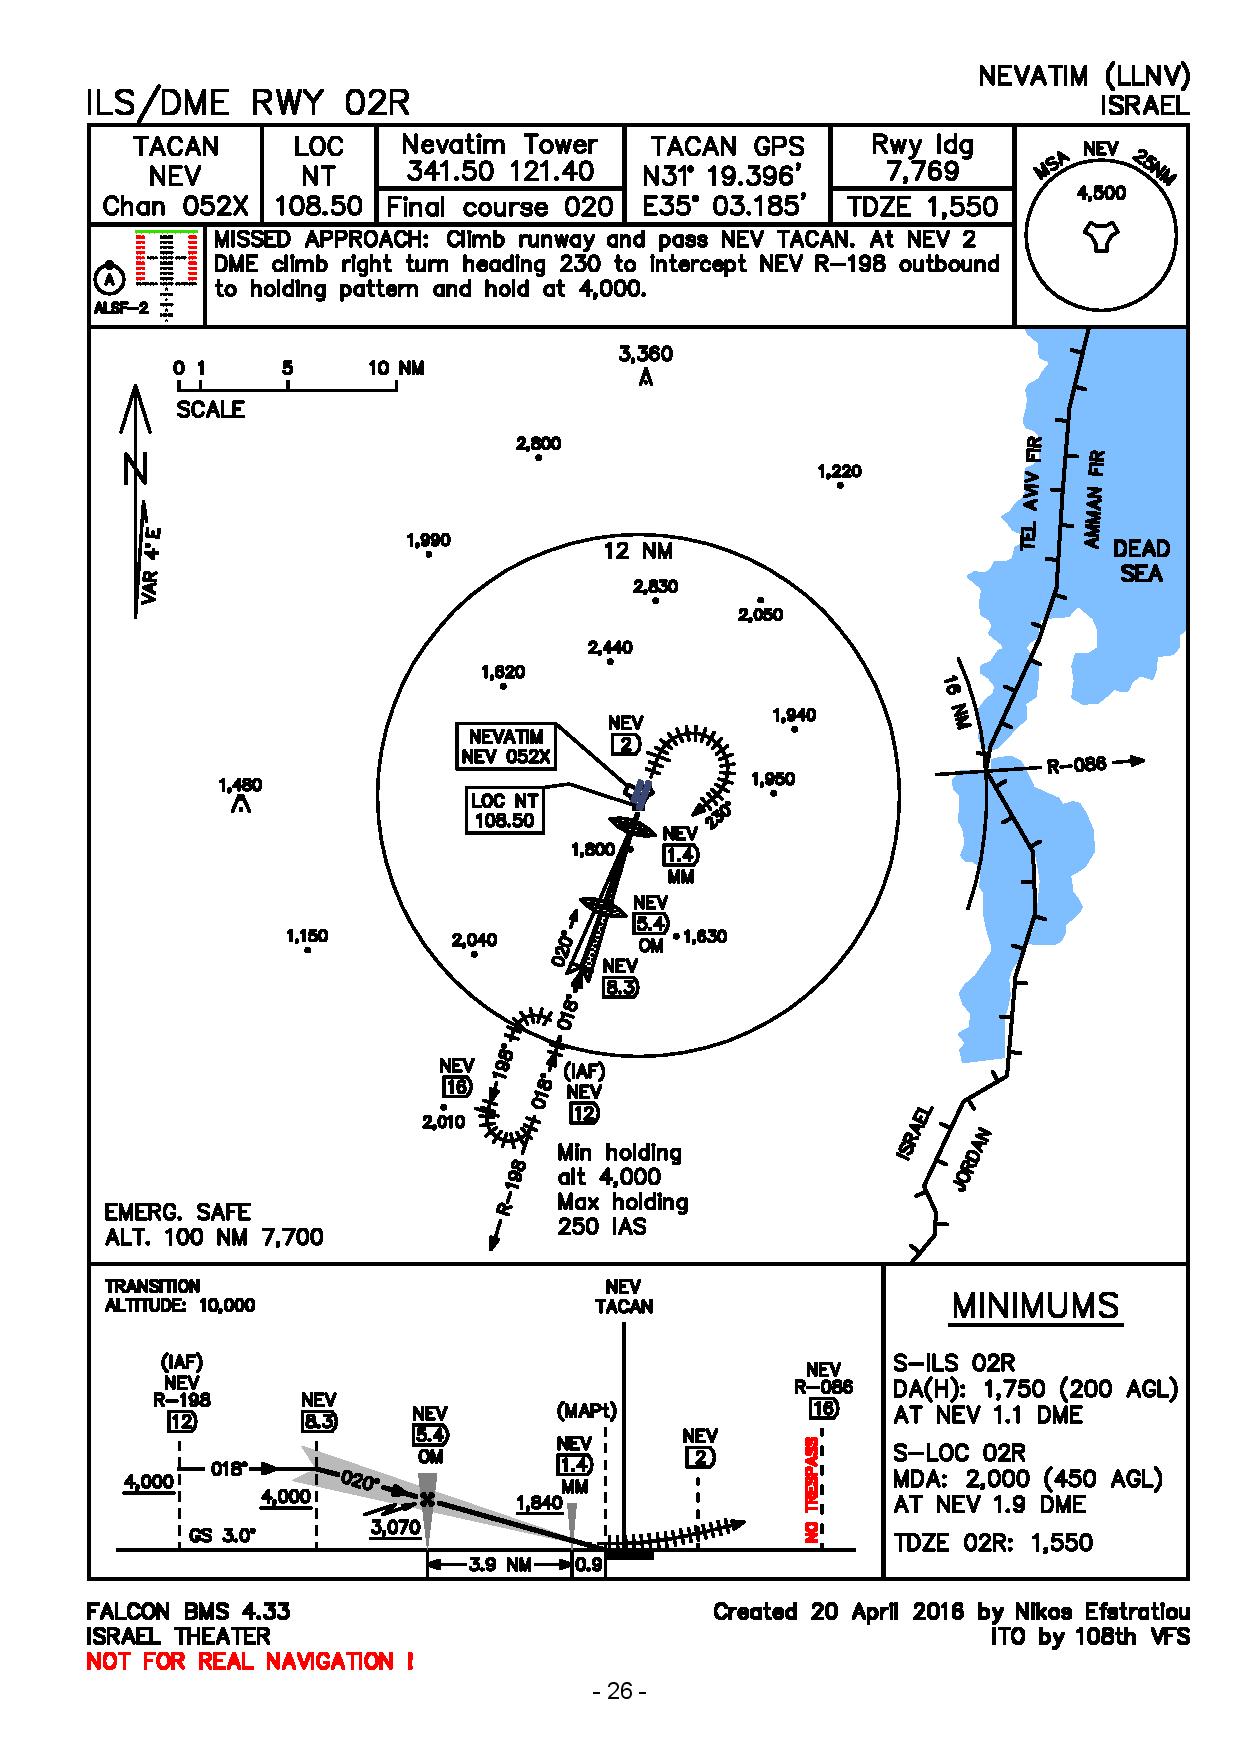 NEVATIM (LLNV)
ILS/DME RWY 02R
ISRAEL
TACAN
NEV
Chan 052X
LOC
NT
108.50
Nevatim Tower
341.50 121.40
Final course 020
TACAN GPS
N31° 19.396'
E35° 03.185'
Rwy ldg
7,769
TDZE 1,550
MSA NEV 25NM
4,500
A
ALSF-2
MISSED APPROACH: Climb runway and pass NEV TACAN. At NEV 2
DME climb right turn heading 230 to intercept NEV R-198 outbound
to holding pattern and hold at 4,000.
0 1 5 10 NM
SCALE
N
VAR 4° E
3,360
2,800
1,220
1,990
12 NM
2,830
2,050
2,440
1,620
1,940
NEV
2
NEVATIM
NEV 052X
LOC NT
108.50
1,480
1,950
230°
NEV
1.4
MM
1,800
NEV
5.4
OM
1,630
1,150
2,040
020°
NEV
8.3
018°
198°
018°
NEV
16
2,010
(IAF)
NEV
12
R-198
Min holding
alt 4,000
Max holding
250 IAS
TEL AVIV FIR
AMMAN FIR
DEAD
SEA
16 NM
R-086
ISRAEL
JORDAN
EMERG. SAFE
ALT. 100 NM 7,700
TRANSITION
ALTITUDE: 10,000
NEV
TACAN
(IAF)
NEV
R-198
12
NEV
8.3
NEV
5.4
OM
(MAPt)
NEV
1.4
MM
NEV
2
NEV
R-086
16
NO TRESPASS
018°
020°
4,000
4,000
3,070
1,840
GS 3.0°
3.9 NM
0.9
MINIMUMS
S-ILS 02R
DA(H): 1,750 (200 AGL)
AT NEV 1.1 DME
S-LOC 02R
MDA: 2,000 (450 AGL)
AT NEV 1.9 DME
TDZE 02R: 1,550
FALCON BMS 4.33
ISRAEL THEATER
NOT FOR REAL NAVIGATION !
Created 20 April 2016 by Nikos Efstratiou
ITO by 108th VFS
- 26 -